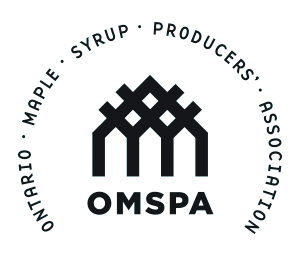 ONTARIO · MAPLE · SYRUP · PRODUCERS' · ASSOCIATION
OMSPA